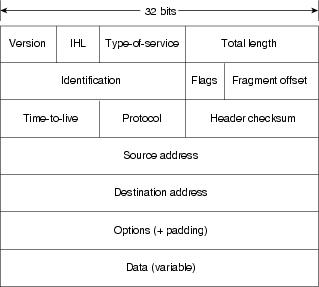 32 bits
Version IHL Type-of-service Total length
Identification Flags Fragment offset
Time-to-live Protocol Header checksum
Source address
Destination address
Options (+ padding)
Data (variable)